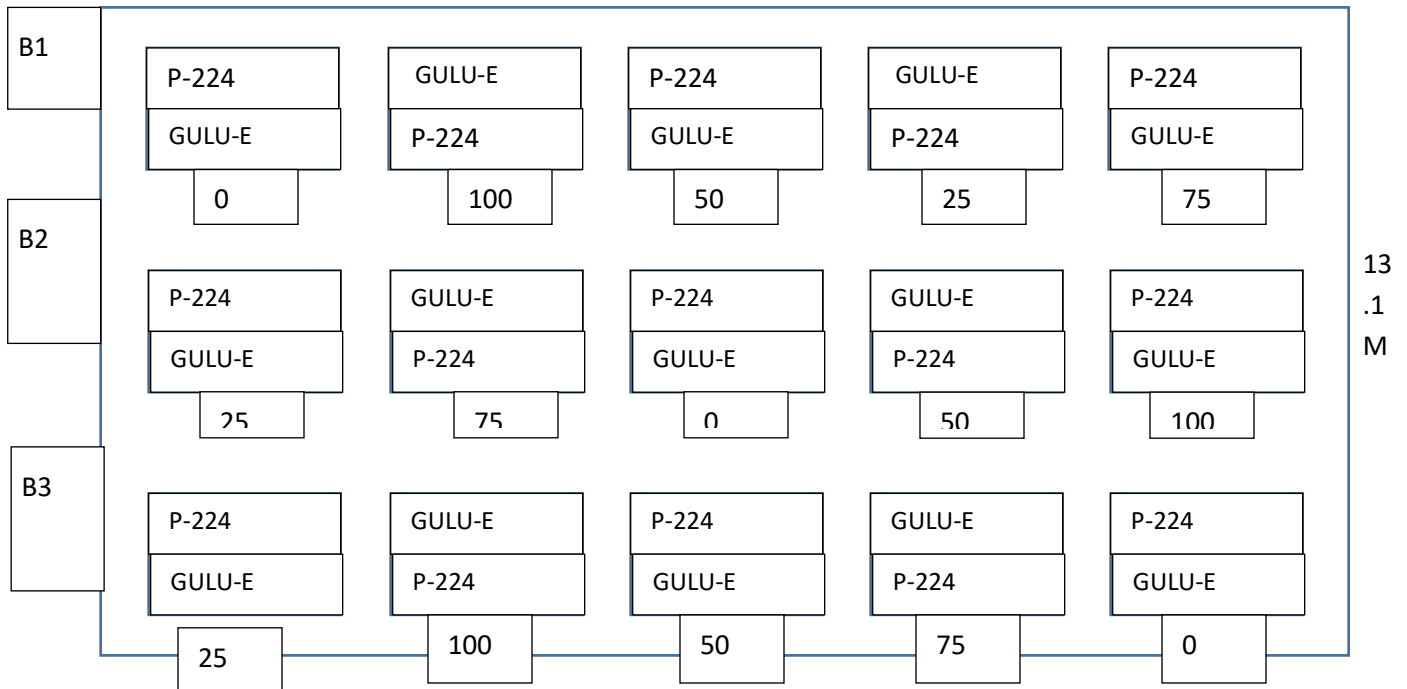 B1
P-224 GULU-E P-224 GULU-E P-224
GULU-E P-224 GULU-E P-224 GULU-E
0 100 50 25 75
B2
P-224 GULU-E P-224 GULU-E P-224
GULU-E P-224 GULU-E P-224 GULU-E
25 75 0 50 100
13
.1
M
B3
P-224 GULU-E P-224 GULU-E P-224
GULU-E P-224 GULU-E P-224 GULU-E
25 100 50 75 0